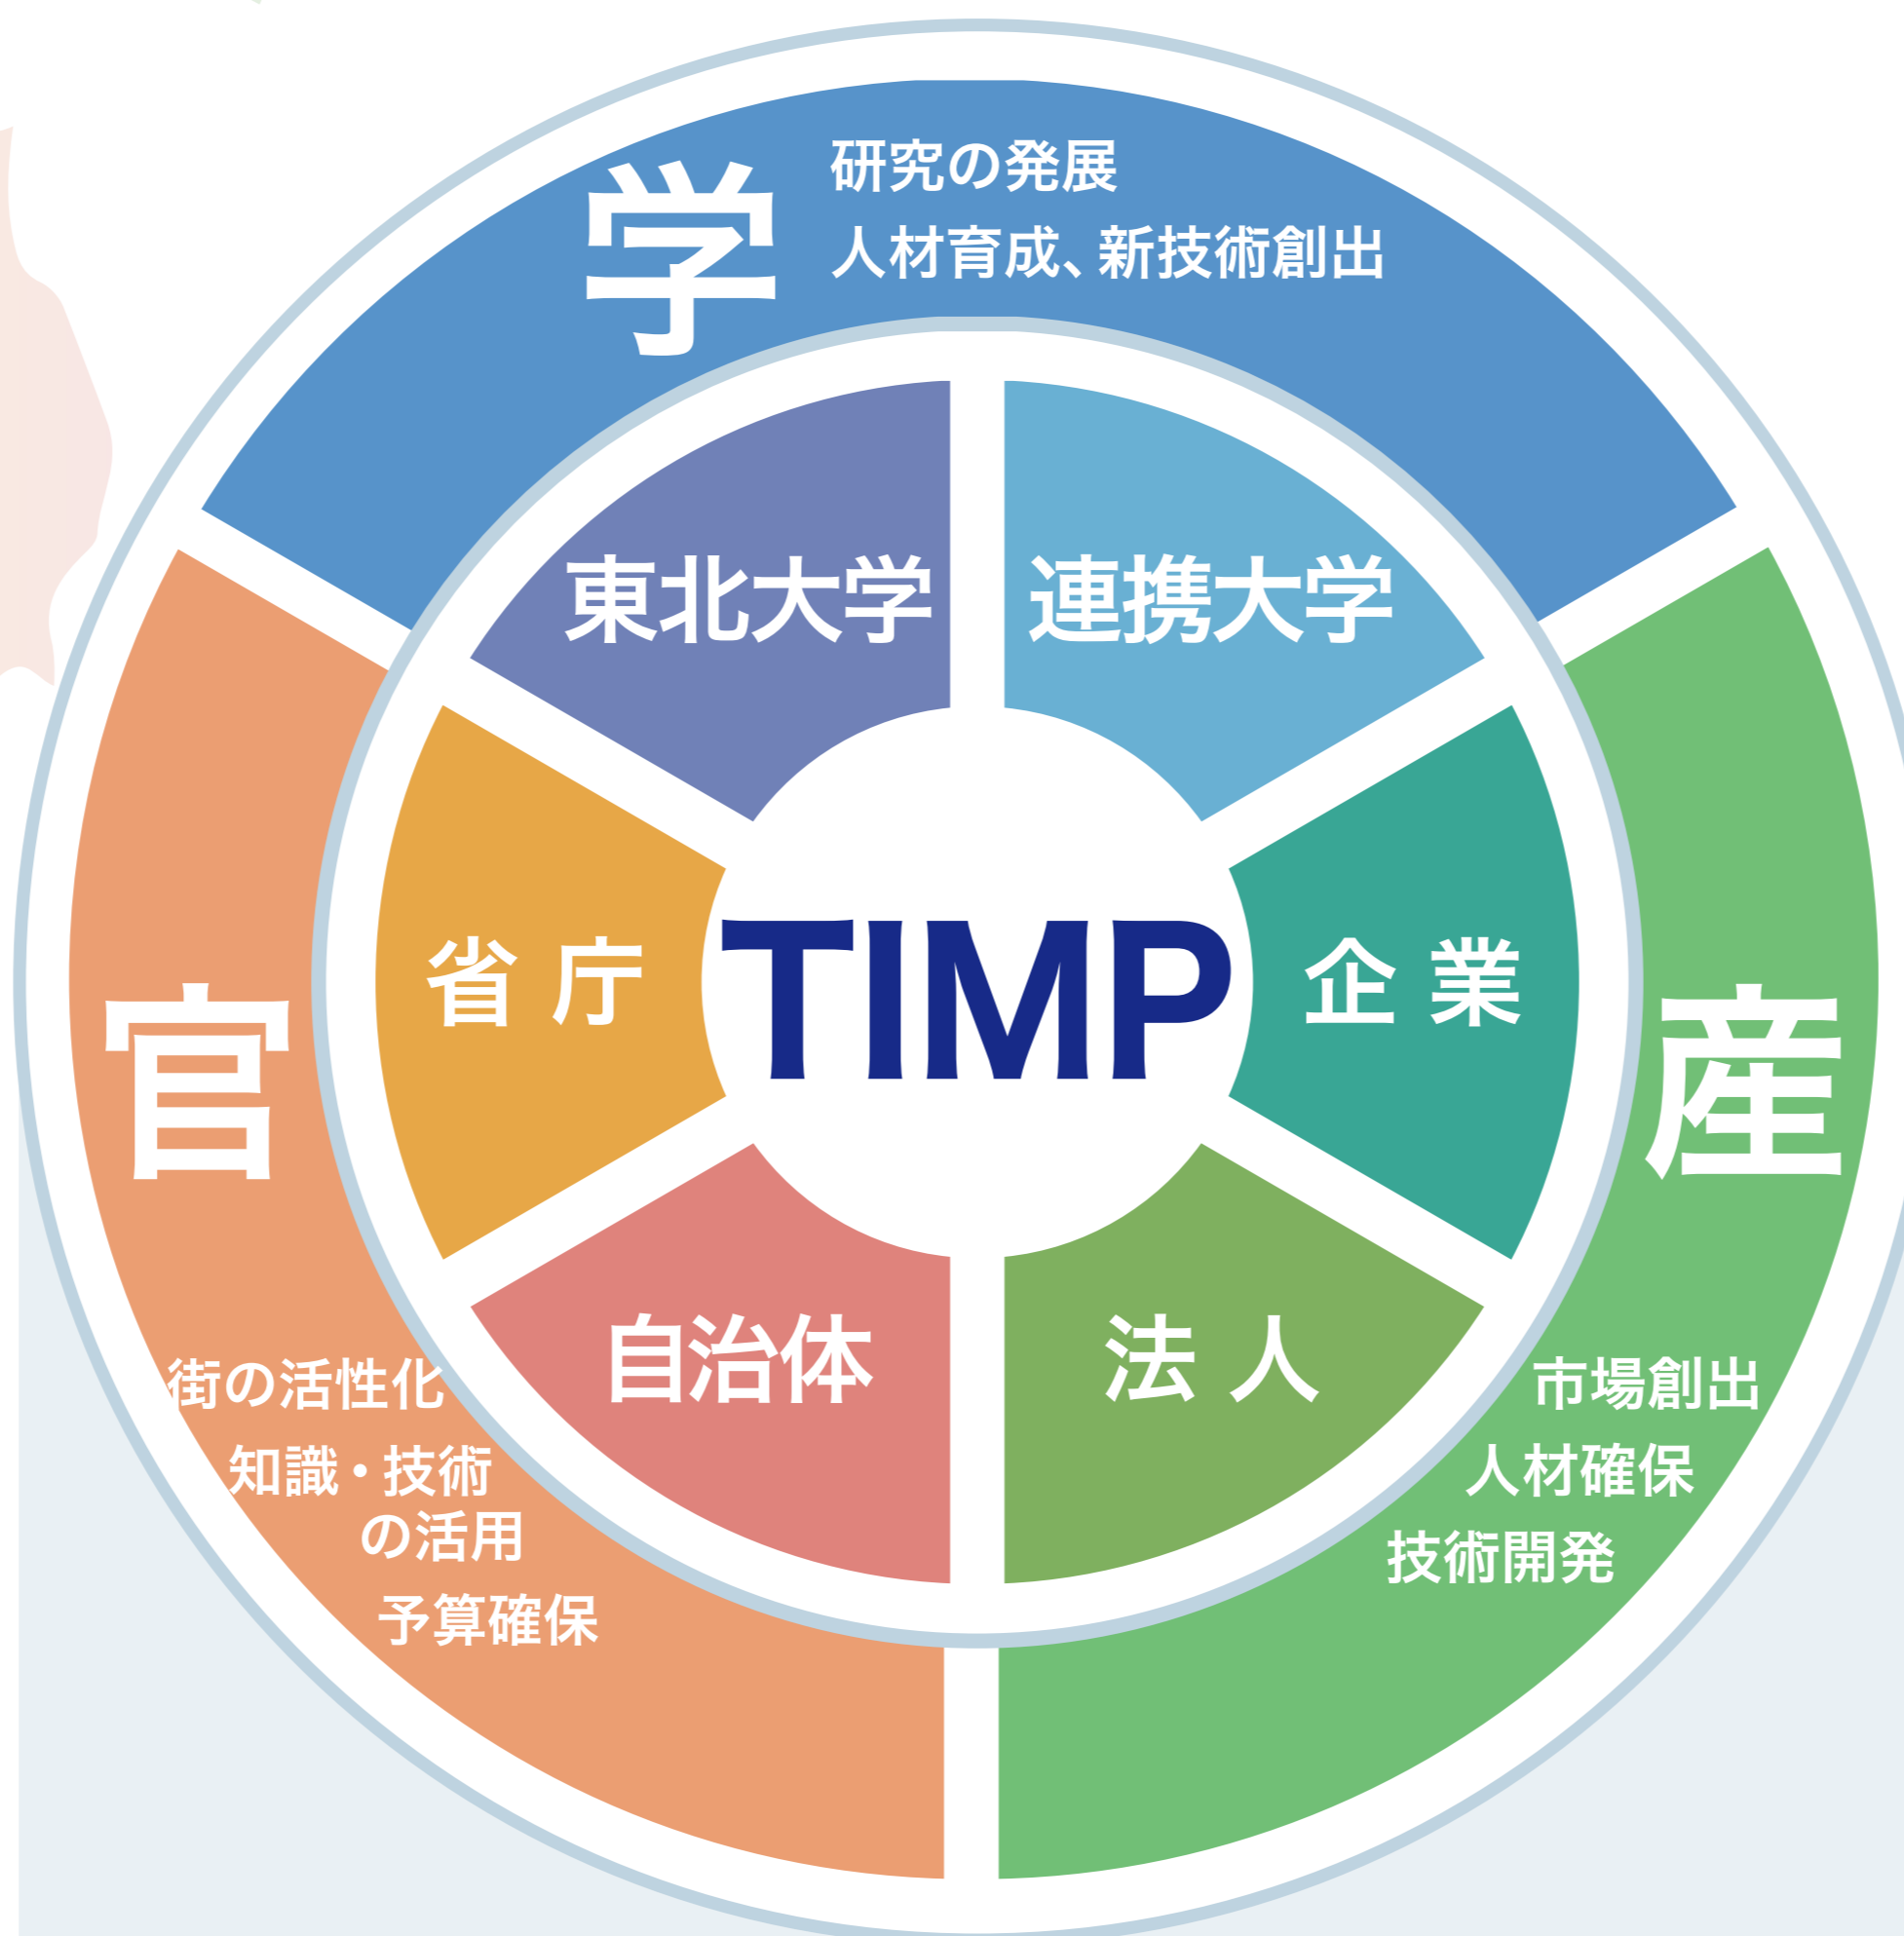 学
研究の発展
人材育成、新技術創出
東北大学
連携大学
省庁
TIMP
企業
官
産
自治体
法人
街の活性化
知識・技術
の活用
予算確保
市場創出
人材確保
技術開発